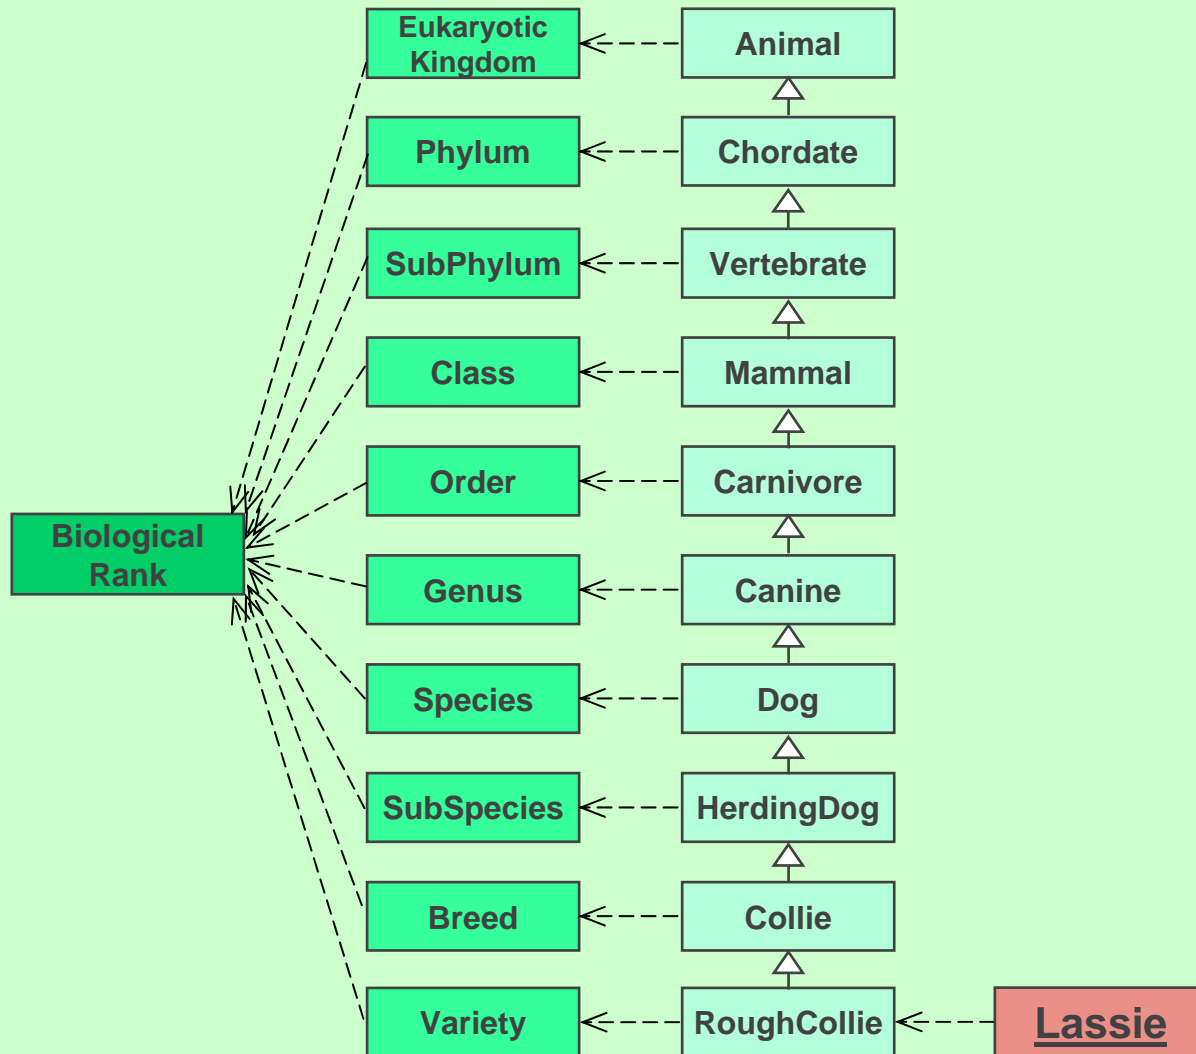 Eukaryotic
Kingdom
Animal
Phylum
Chordate
SubPhylum
Vertebrate
Class
Mammal
Order
Carnivore
Biological
Rank
Genus
Canine
Species
Dog
SubSpecies
HerdingDog
Breed
Collie
Variety
RoughCollie
Lassie